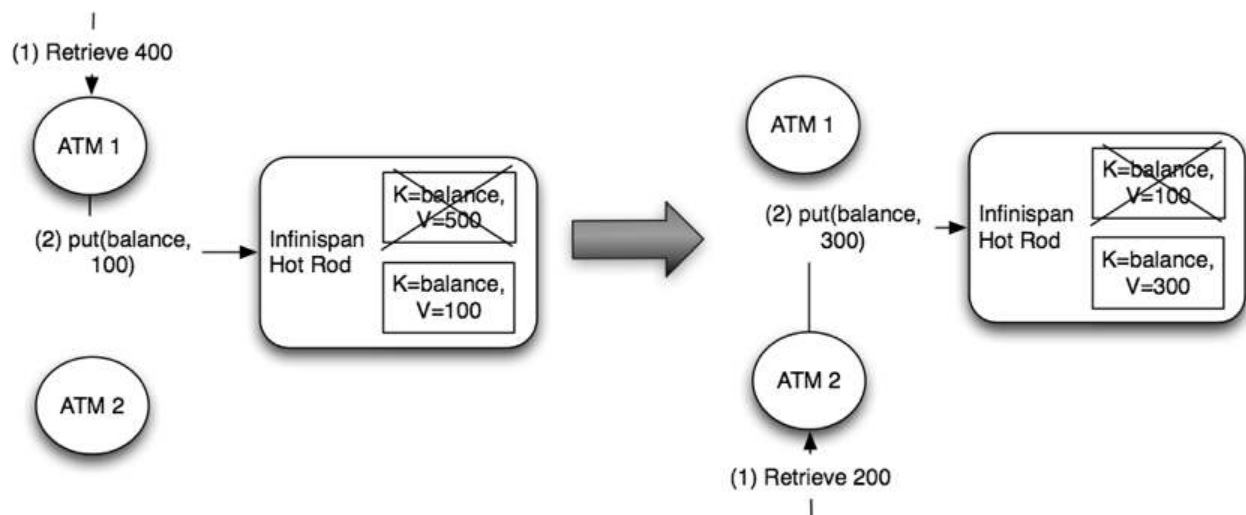 (1) Retrieve 400
ATM 1
(2) put(balance,
100)
Infinispan
Hot Rod
K=balance,
V=500
K=balance,
V=100
ATM 2
ATM 1
(2) put(balance,
300)
Infinispan
Hot Rod
K=balance,
V=100
K=balance,
V=300
ATM 2
(1) Retrieve 200